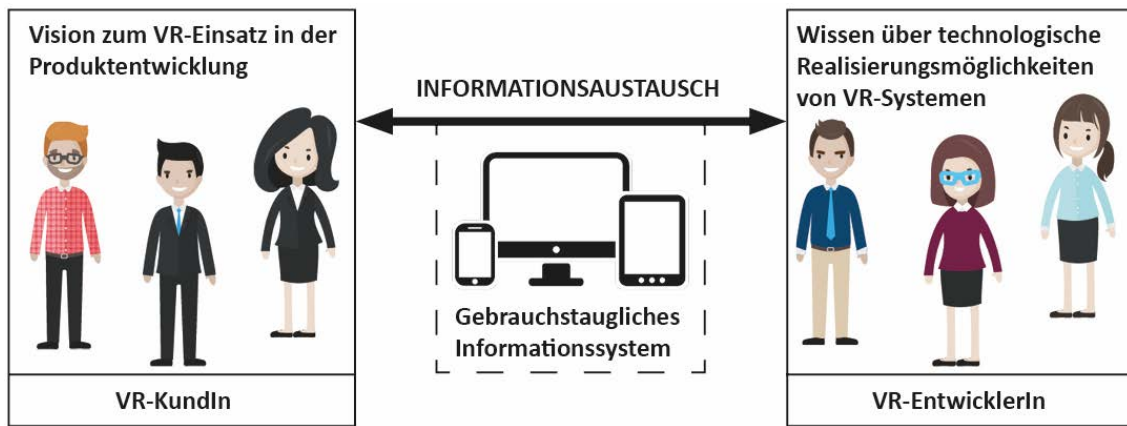 Vision zum VR-Einsatz in der
Produktentwicklung
VR-KundIn
INFORMATIONSAUSTAUSCH
Gebrauchstaugliches
Informationssystem
Wissen über technologische
Realisierungsmöglichkeiten
von VR-Systemen
VR-EntwicklerIn